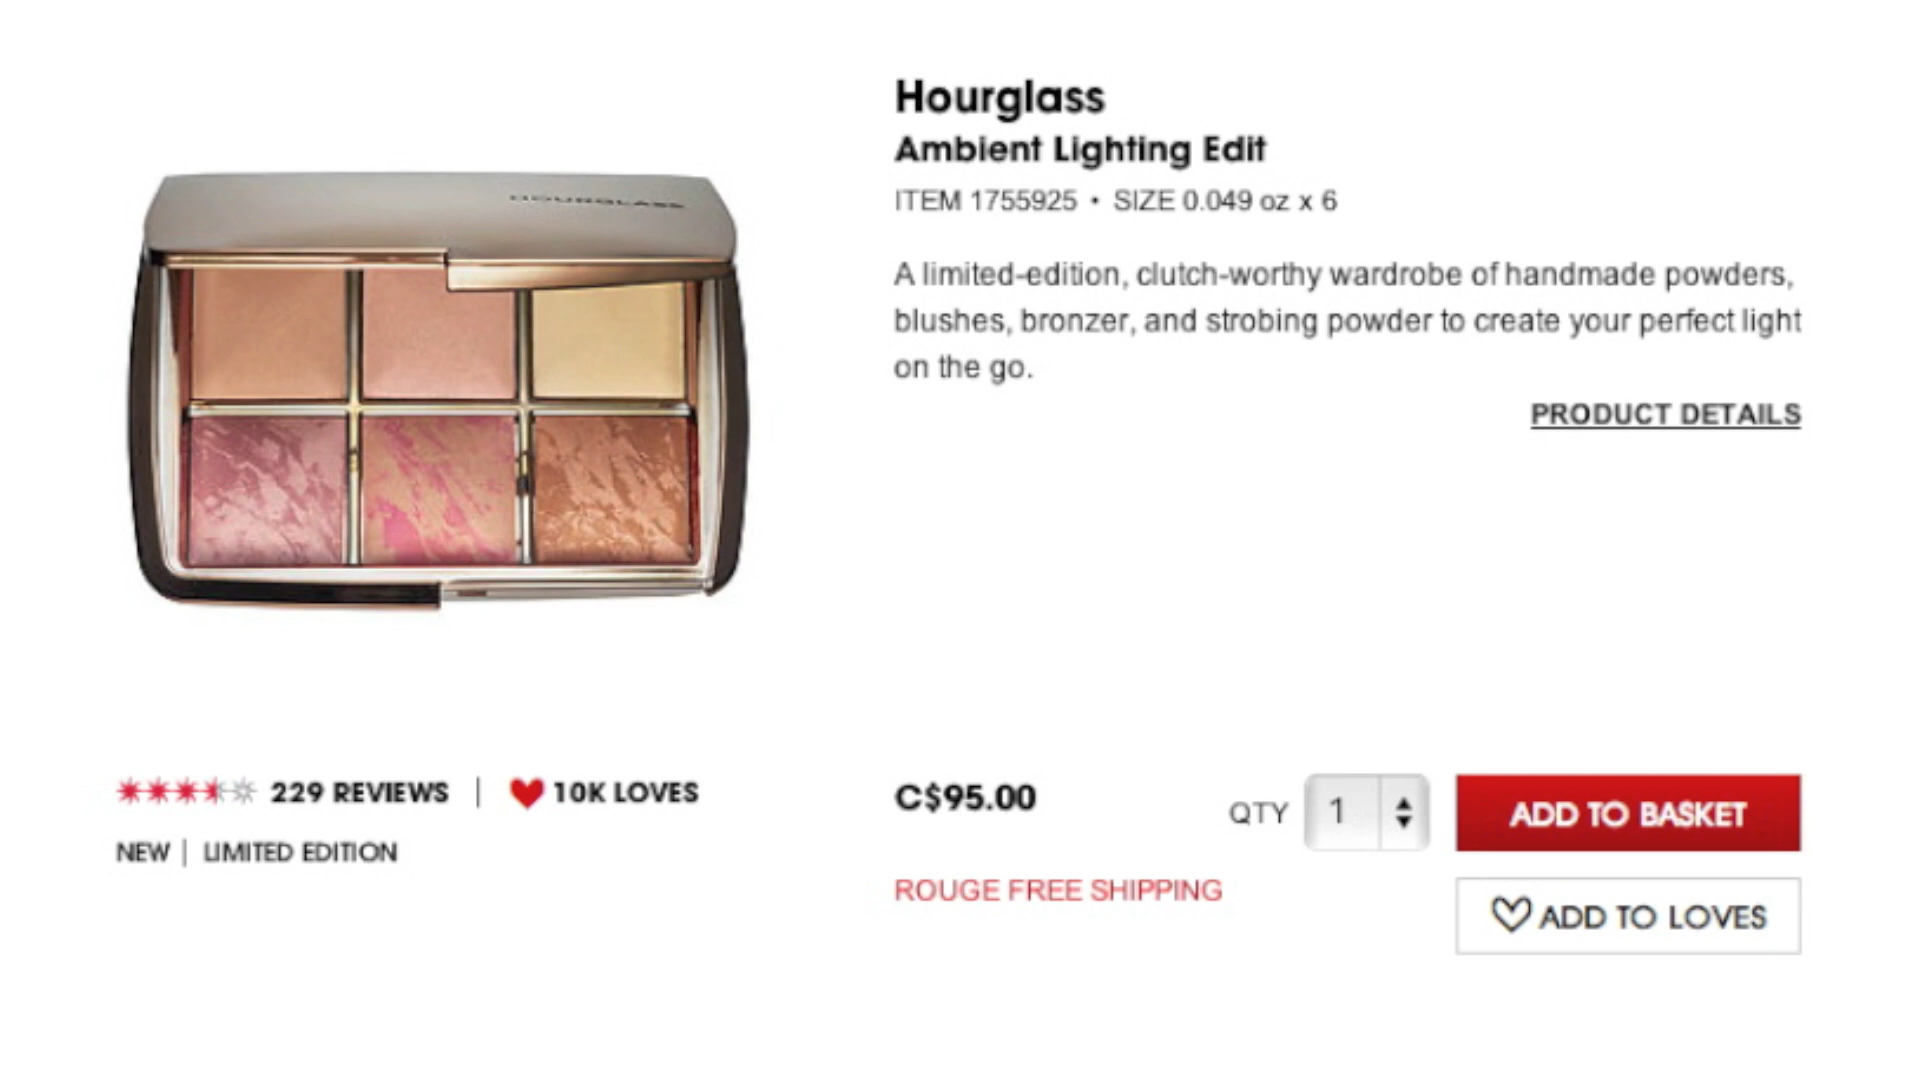 HOURGLASS
Hourglass
Ambient Lighting Edit
ITEM 1755925 • SIZE 0.049 oz x 6
A limited-edition, clutch-worthy wardrobe of handmade powders,
blushes, bronzer, and strobing powder to create your perfect light
on the go.
PRODUCT DETAILS
229 REVIEWS | 10K LOVES
NEW | LIMITED EDITION
C$95.00
QTY 1
ADD TO BASKET
ROUGE FREE SHIPPING
ADD TO LOVES